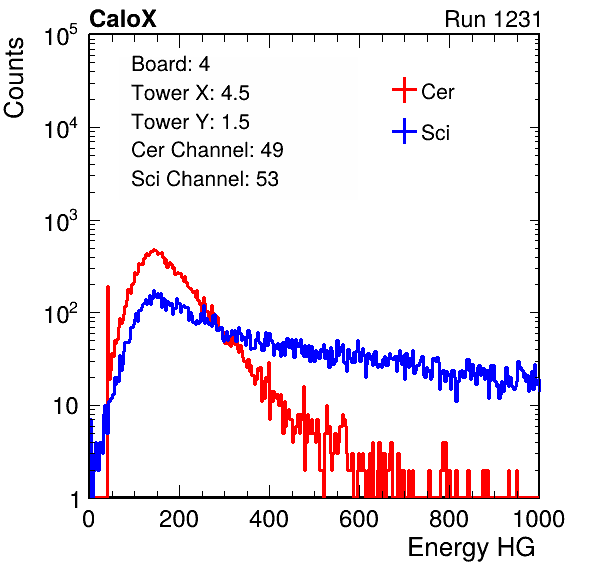 CaloX Run 1231
Counts
10^5
10^4
10^3
10^2
10
1
Board: 4
Tower X: 4.5
Tower Y: 1.5
Cer Channel: 49
Sci Channel: 53
Cer
Sci
0 200 400 600 800 1000
Energy HG